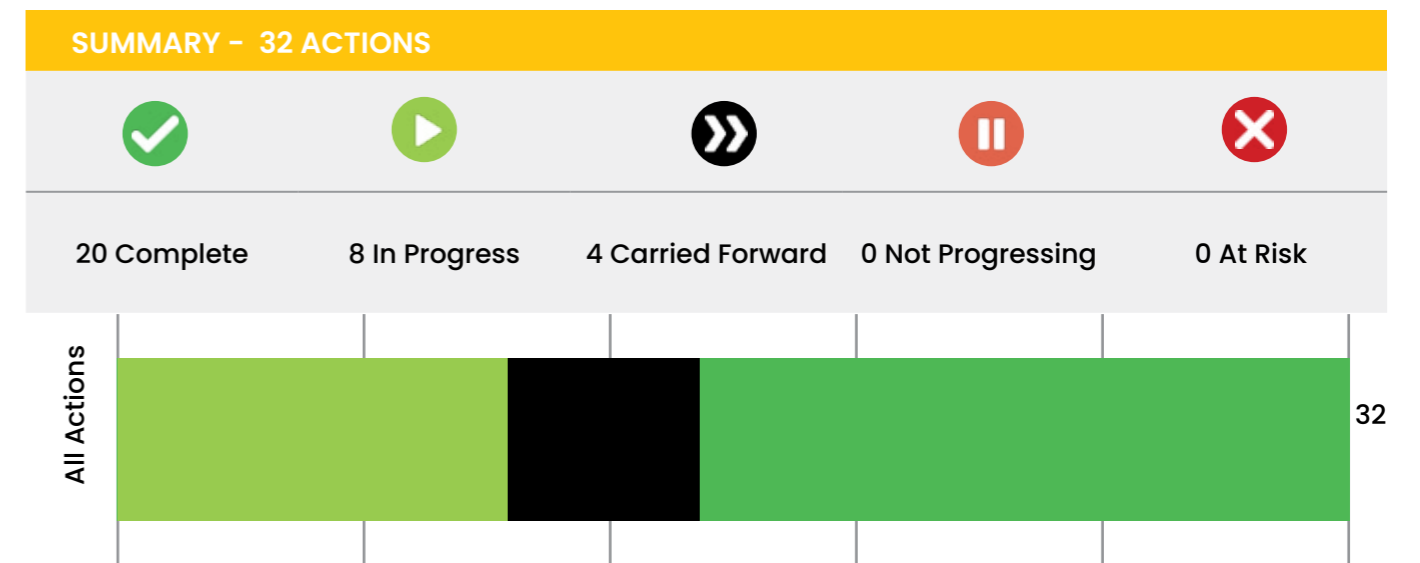 SUMMARY - 32 ACTIONS
20 Complete
8 In Progress
4 Carried Forward
0 Not Progressing
0 At Risk
All Actions
32